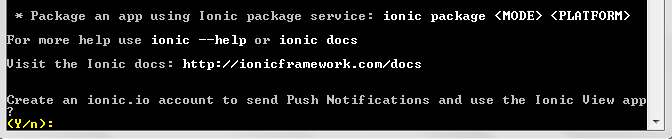 * Package an app using Ionic package service: ionic package <MODE> <PLATFORM>
For more help use ionic --help or ionic docs
Visit the Ionic docs: http://ionicframework.com/docs
Create an ionic.io account to send Push Notifications and use the Ionic View app
?
(Y/n):